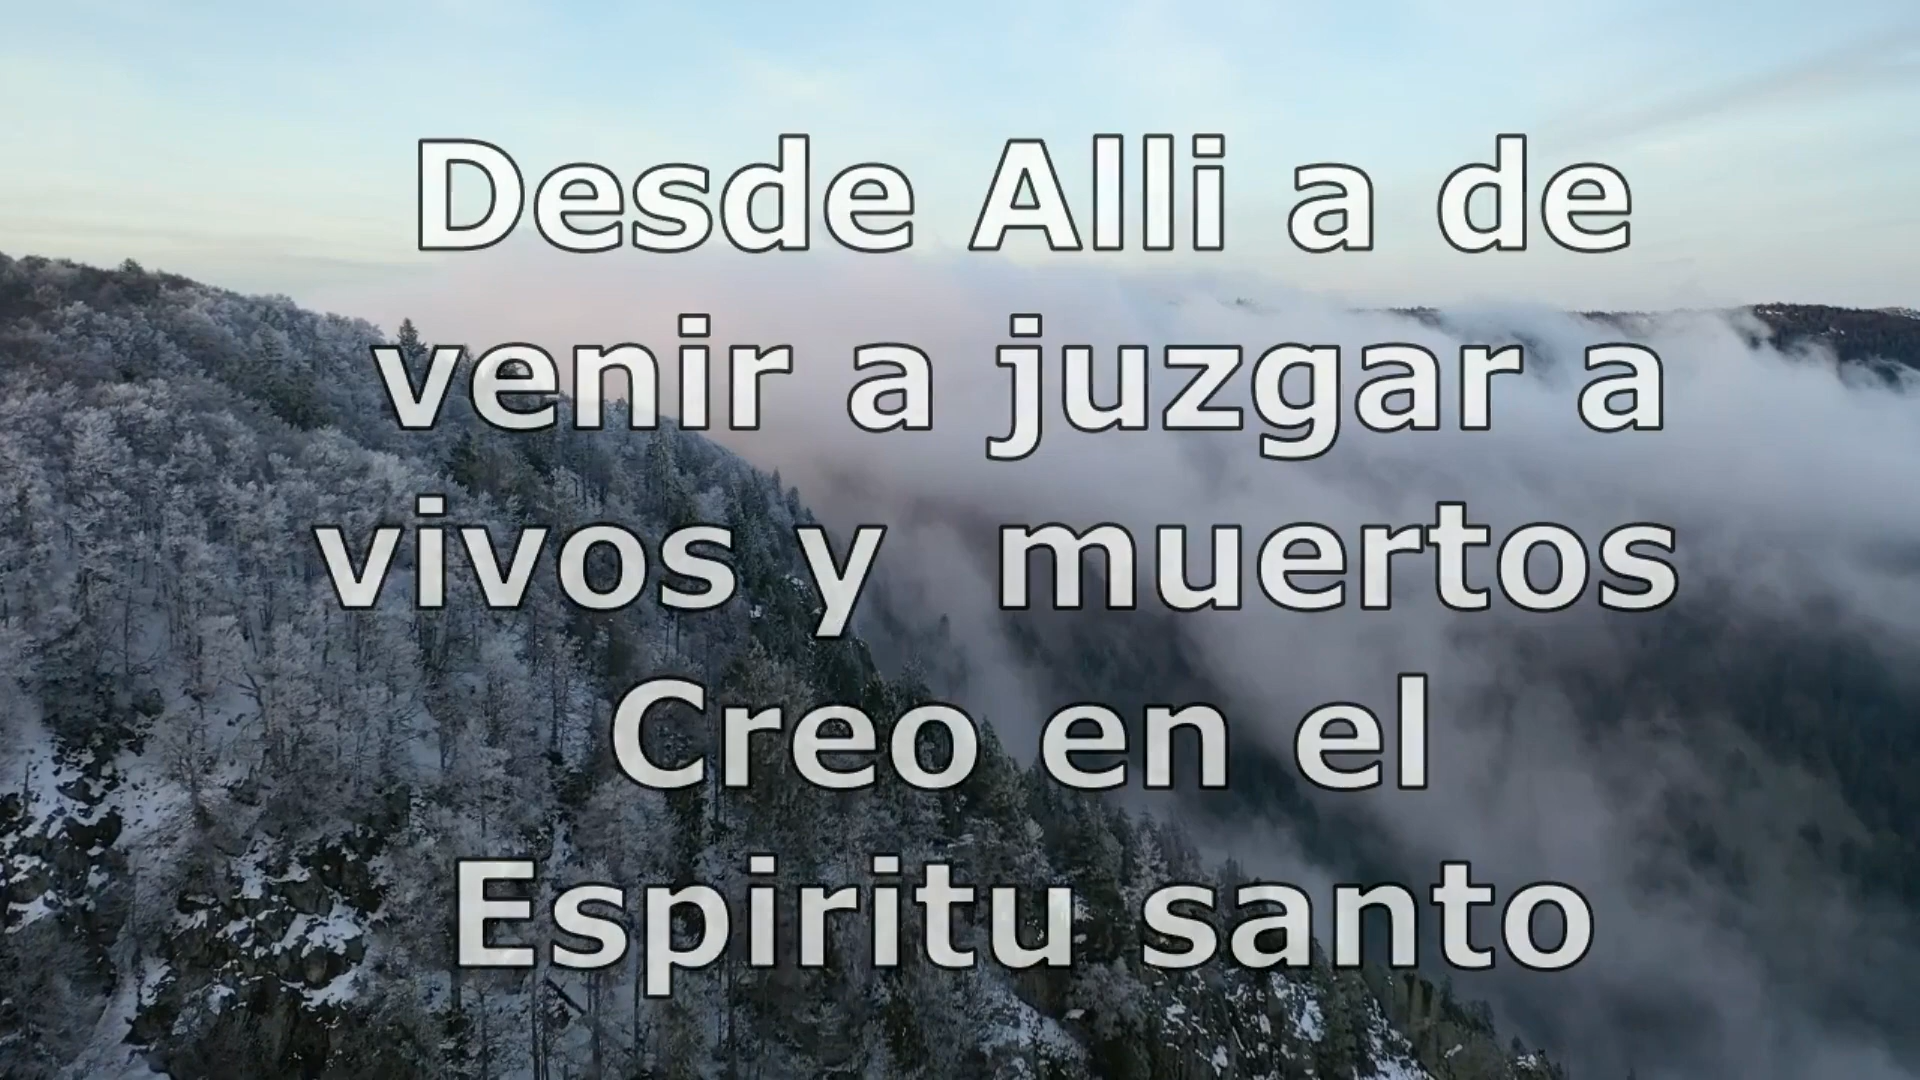 Desde Alli a de
venir a juzgar a
vivos y  muertos
Creo en el
Espiritu santo